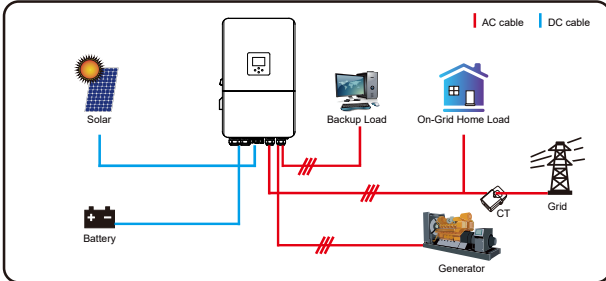 AC cable
DC cable
Solar
Backup Load
On-Grid Home Load
CT
Grid
Battery
Generator